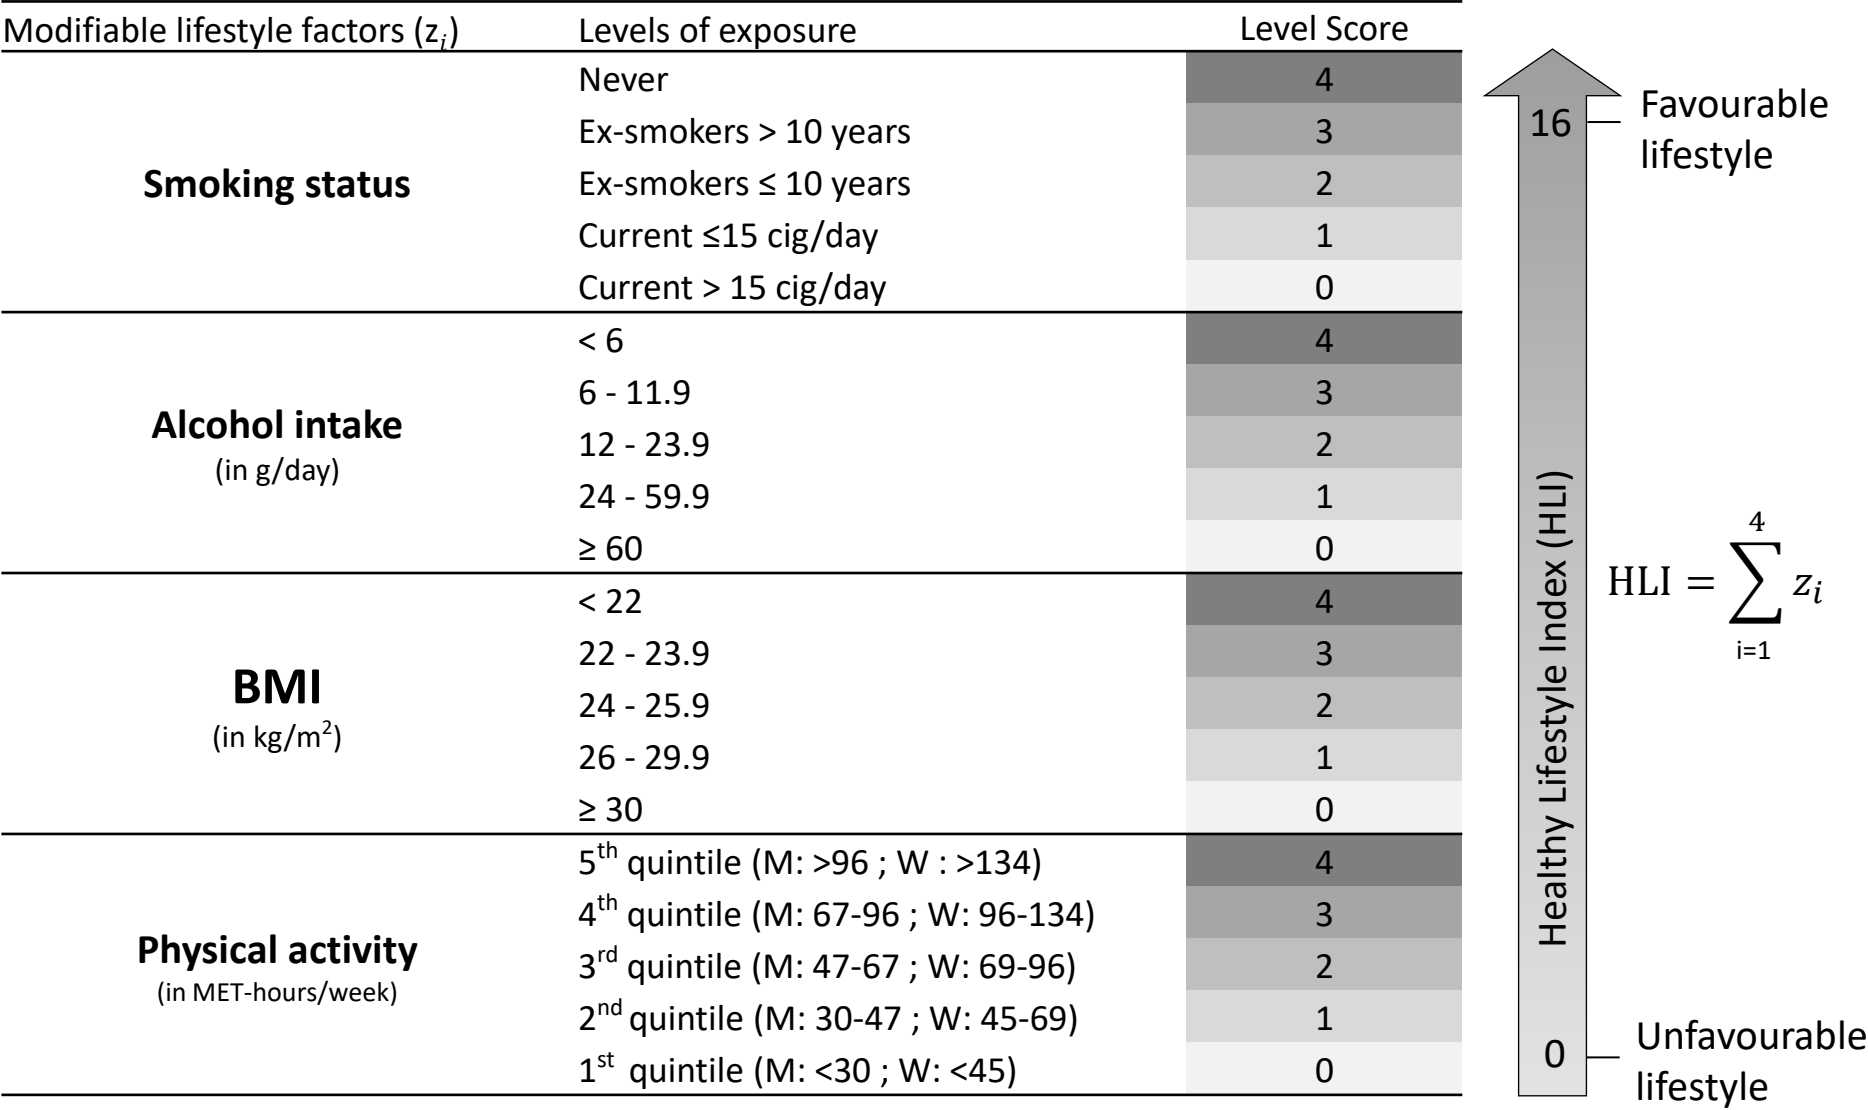 Modifiable lifestyle factors (zᵢ) Levels of exposure Level Score
Smoking status
Never 4
Ex-smokers > 10 years 3
Ex-smokers ≤ 10 years 2
Current ≤15 cig/day 1
Current > 15 cig/day 0
Alcohol intake
(in g/day)
< 6 4
6 - 11.9 3
12 - 23.9 2
24 - 59.9 1
≥ 60 0
BMI
(in kg/m²)
< 22 4
22 - 23.9 3
24 - 25.9 2
26 - 29.9 1
≥ 30 0
Physical activity
(in MET-hours/week)
5th quintile (M: >96 ; W : >134) 4
4th quintile (M: 67-96 ; W: 96-134) 3
3rd quintile (M: 47-67 ; W: 69-96) 2
2nd quintile (M: 30-47 ; W: 45-69) 1
1st quintile (M: <30 ; W: <45) 0
16
Favourable
lifestyle
Healthy Lifestyle Index (HLI)
4
HLI = ∑ zᵢ
i=1
0
Unfavourable
lifestyle